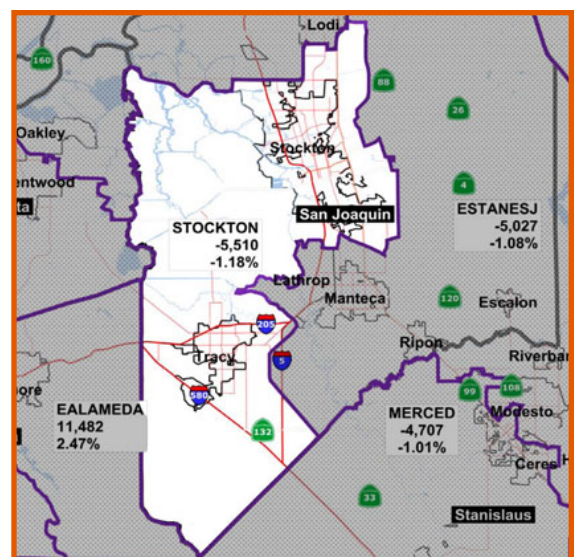 Lodi
160
88
26
Oakley
Stockton
entwood
ta
4
San Joaquin
STOCKTON
-5,510
-1.18%
ESTANESJ
-5,027
-1.08%
Lathrop
Manteca
120
Escalon
205
Tracy
5
Ripon
Riverban
ore
580
EALAMEDA
11,482
2.47%
132
MERCED
-4,707
-1.01%
99
108
Modesto
Ceres
H
33
Stanislaus